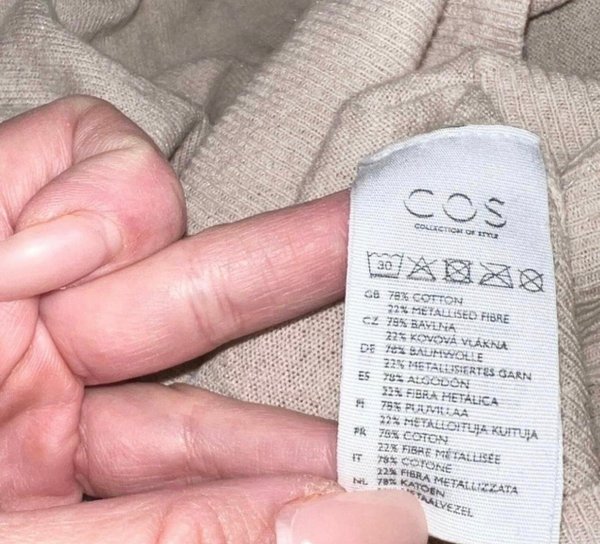 COS
COLLECTION OF STYLE
30
GB 78% COTTON
22% METALLISED FIBRE
CZ 78% BAVLNA
22% KOVOVÁ VLÁKNA
DE 78% BAUMWOLLE
22% METALLISIERTES GARN
ES 78% ALGODÓN
22% FIBRA METÁLICA
FI 78% PUUVILLAA
22% METALLOITUJA KUITUJA
FR 78% COTON
22% FIBRE METALLISÉE
IT 78% COTONE
22% FIBRA METALLIZZATA
NL 78% KATOEN